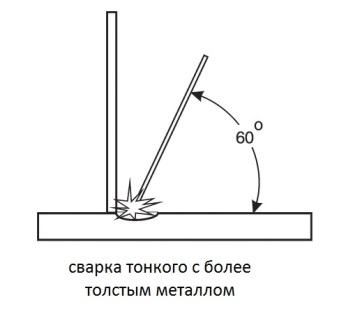 60°
сварка тонкого с более
толстым металлом